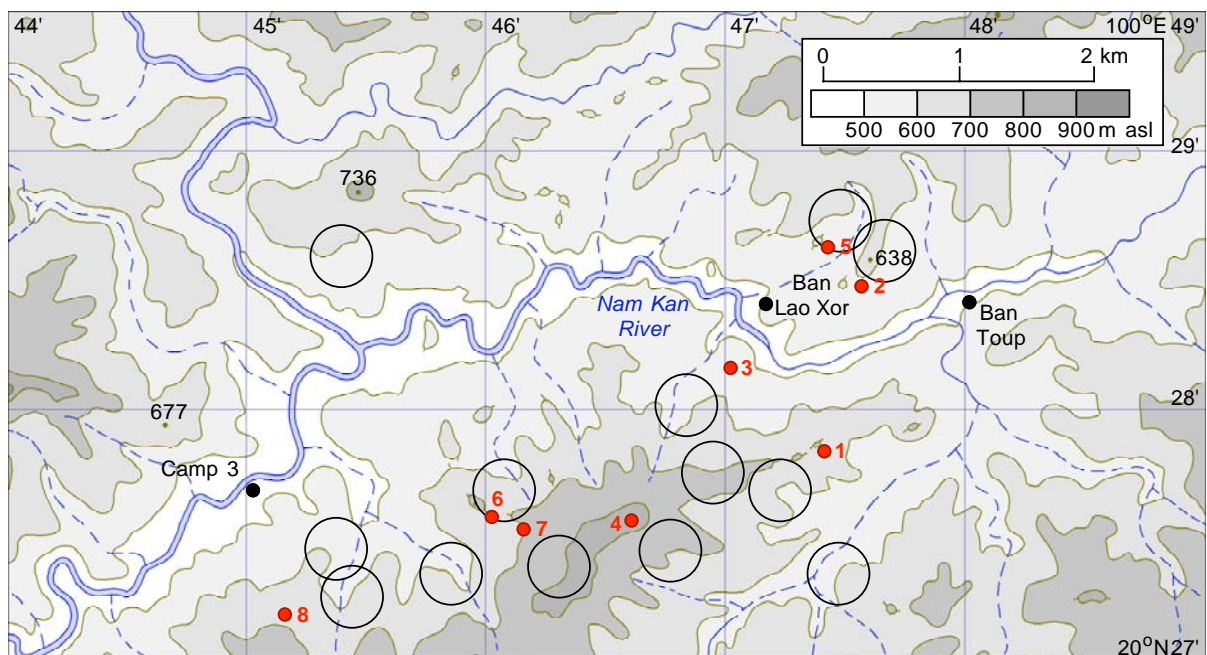 44'
45'
46'
47'
48'
100°E 49'
0
1
2 km
500 600 700 800 900 m asl
29'
736
5
638
Ban
Lao Xor
2
Nam Kan
River
Ban
Toup
3
28'
677
1
Camp 3
6
7
4
8
20°N27'